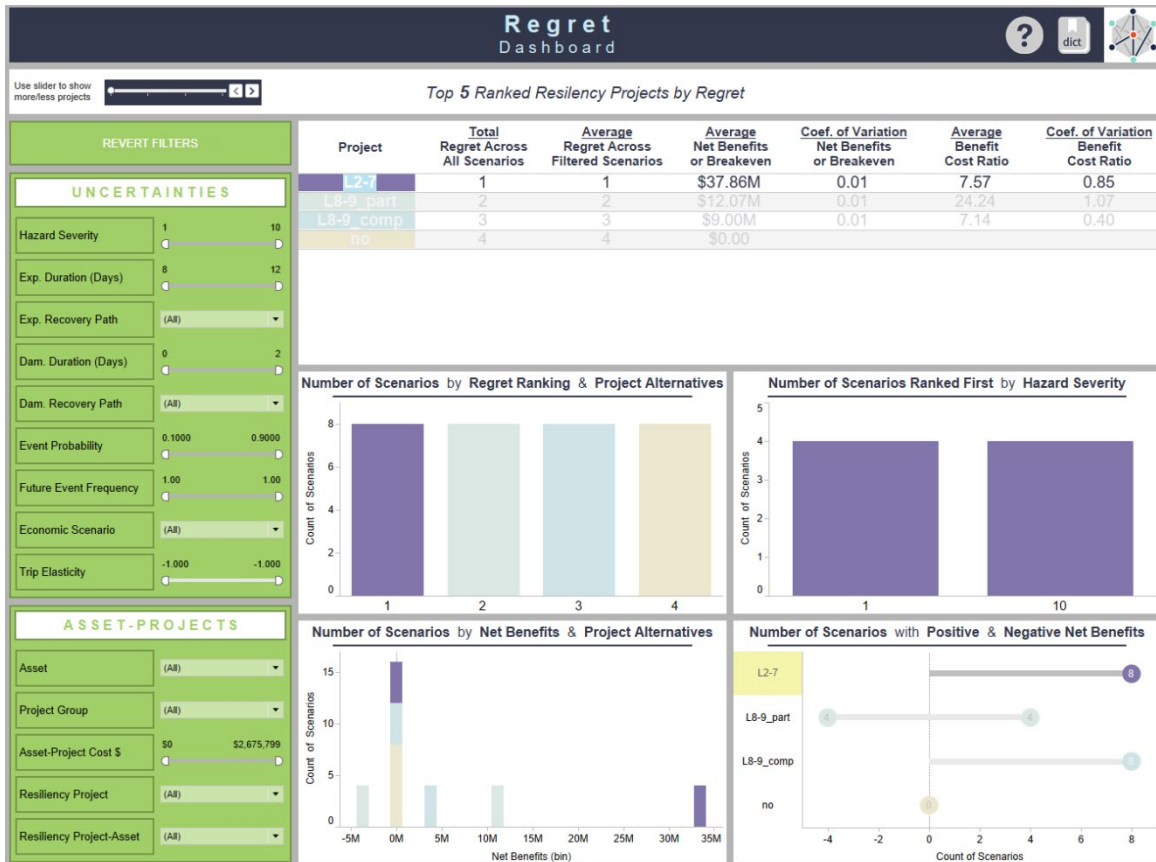 Regret
Dashboard
?
dict
Use slider to show
more/less projects
Top 5 Ranked Resilency Projects by Regret
REVERT FILTERS
UNCERTAINTIES
Hazard Severity 1 10
Exp. Duration (Days) 8 12
Exp. Recovery Path (All)
Dam. Duration (Days) 0 2
Dam. Recovery Path (All)
Event Probability 0.1000 0.9000
Future Event Frequency 1.00 1.00
Economic Scenario (All)
Trip Elasticity -1.000 -1.000
ASSET-PROJECTS
Asset (All)
Project Group (All)
Asset-Project Cost $ $0 $2,675,799
Resiliency Project (All)
Resiliency Project-Asset (All)
Total Average Average Coef. of Variation Average Coef. of Variation
Project Regret Across Regret Across Net Benefits Net Benefits Benefit Benefit
All Scenarios Filtered Scenarios or Breakeven or Breakeven Cost Ratio Cost Ratio
L2-7 1 1 $37.86M 0.01 7.57 0.85
L8-9_part 2 2 $12.07M 0.01 24.24 1.07
L8-9_comp 3 3 $9.00M 0.01 7.14 0.40
no 4 4 $0.00
Number of Scenarios by Regret Ranking & Project Alternatives
Count of Scenarios
8
6
4
2
0
1 2 3 4
Number of Scenarios Ranked First by Hazard Severity
Count of Scenarios
5
4
3
2
1
0
1 10
Number of Scenarios by Net Benefits & Project Alternatives
Count of Scenarios
15
10
5
0
-5M 0M 5M 10M 15M 20M 25M 30M 35M
Net Benefits (bin)
Number of Scenarios with Positive & Negative Net Benefits
L2-7 8
L8-9_part 4 4
L8-9_comp 8
no 0
-4 -2 0 2 4 6 8
Count of Scenarios